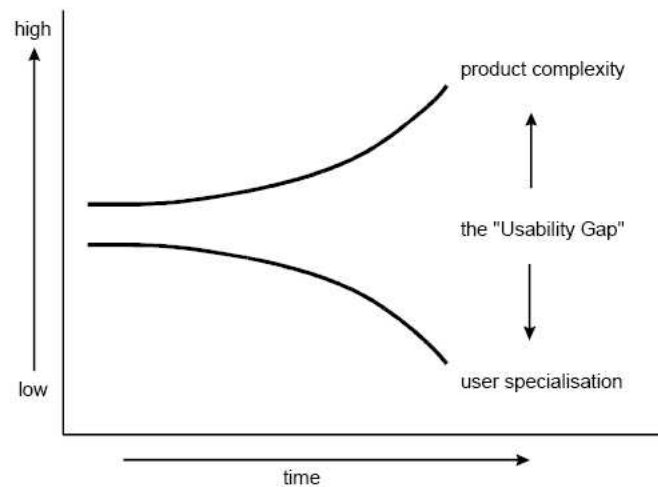 high
product complexity
the "Usability Gap"
user specialisation
low
time